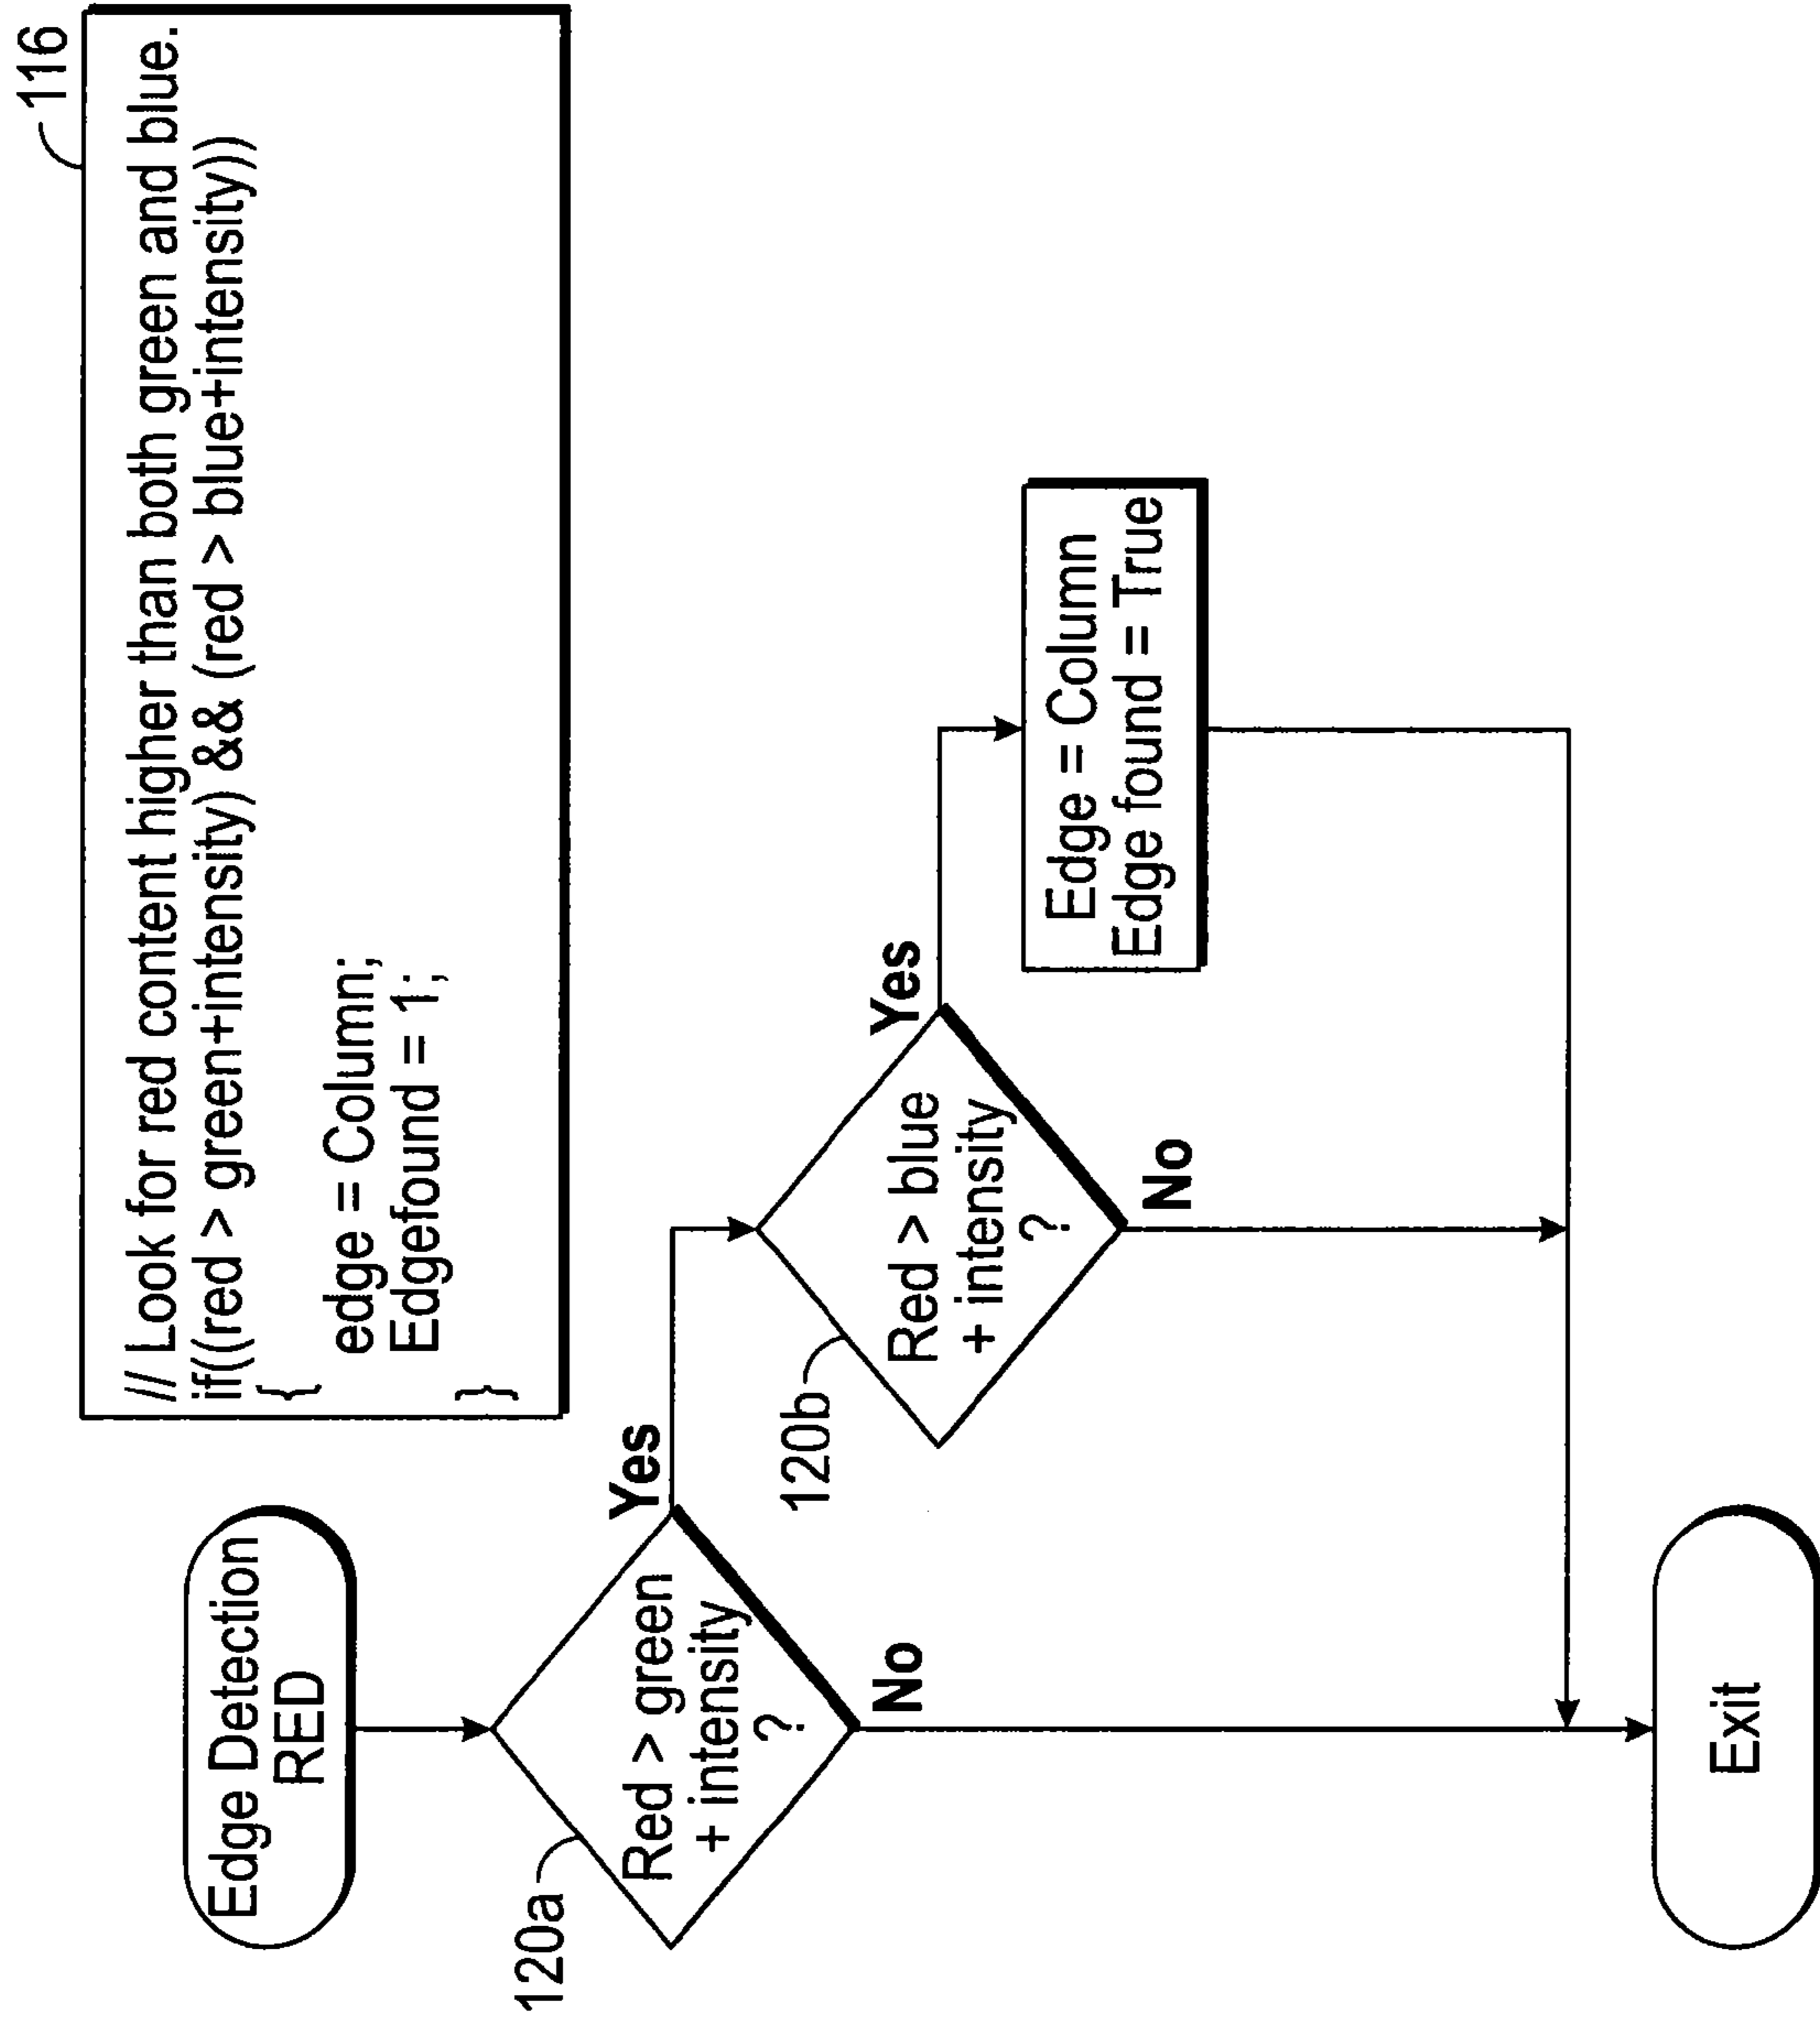 116
// Look for red content higher than both green and blue.
if((red > green+intensity) && (red > blue+intensity))
{
edge = Column;
Edgefound = 1;
}
Edge Detection
RED
120a
Red > green
+ intensity
?
Yes
No
120b
Red > blue
+ intensity
?
Yes
No
Edge = Column
Edge found = True
Exit